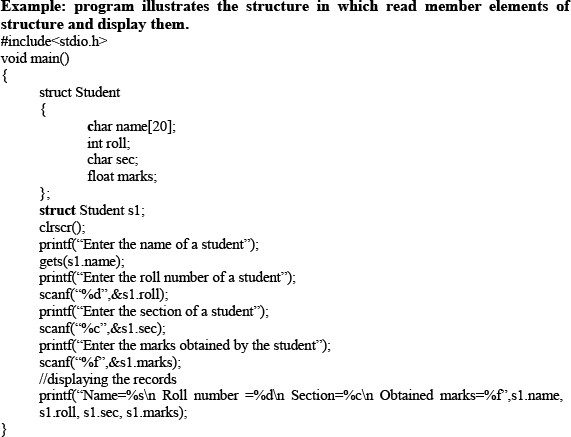 Example: program illustrates the structure in which read member elements of
structure and display them.
#include<stdio.h>
void main()
{
struct Student
{
char name[20];
int roll;
char sec;
float marks;
};
struct Student s1;
clrscr();
printf(“Enter the name of a student”);
gets(s1.name);
printf(“Enter the roll number of a student”);
scanf(“%d”,&s1.roll);
printf(“Enter the section of a student”);
scanf(“%c”,&s1.sec);
printf(“Enter the marks obtained by the student”);
scanf(“%f”,&s1.marks);
//displaying the records
printf(“Name=%s\n Roll number =%d\n Section=%c\n Obtained marks=%f”,s1.name,
s1.roll, s1.sec, s1.marks);
}